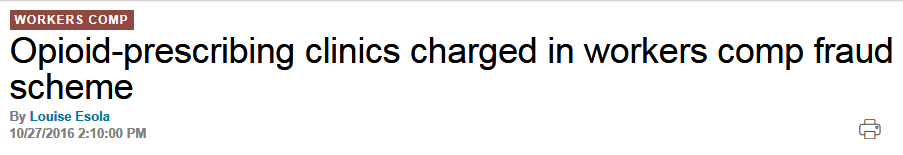 WORKERS COMP
Opioid-prescribing clinics charged in workers comp fraud
scheme
By Louise Esola
10/27/2016 2:10:00 PM